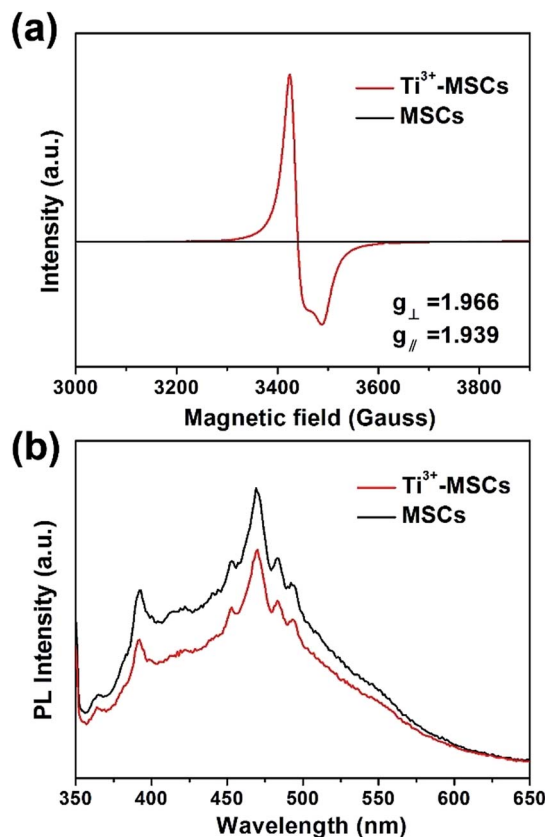 (a)
Ti³⁺-MSCs
MSCs
Intensity (a.u.)
g⊥ =1.966
g∥ =1.939
3000 3200 3400 3600 3800
Magnetic field (Gauss)
(b)
Ti³⁺-MSCs
MSCs
PL Intensity (a.u.)
350 400 450 500 550 600 650
Wavelength (nm)